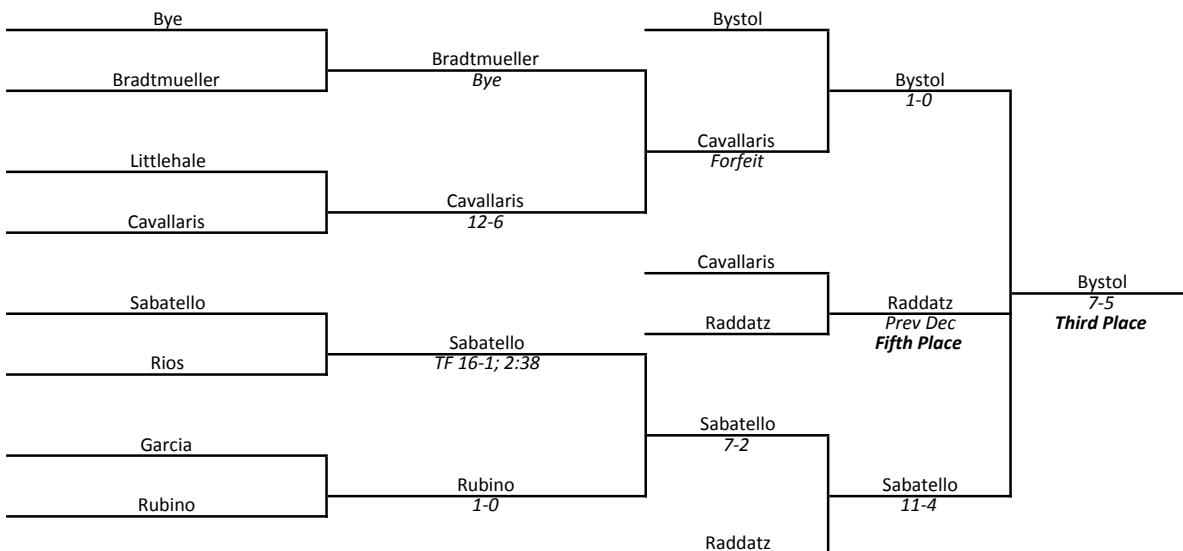 Bye
Bystol
Bradtmueller
Bye
Bradtmueller
Bystol
1-0
Cavallaris
Forfeit
Littlehale
Cavallaris
12-6
Cavallaris
Cavallaris
Bystol
7-5
Third Place
Sabatello
Raddatz
Prev Dec
Fifth Place
Raddatz
Sabatello
TF 16-1; 2:38
Rios
Sabatello
7-2
Garcia
Rubino
1-0
Sabatello
11-4
Rubino
Raddatz